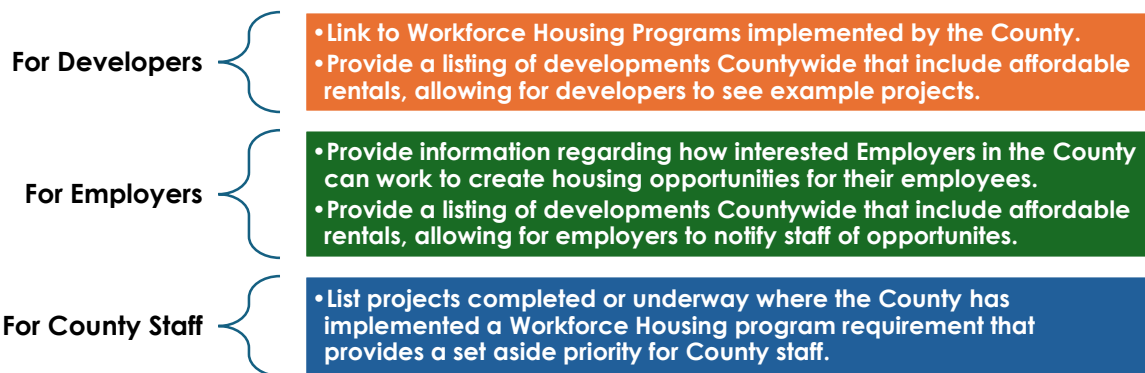 For Developers
•Link to Workforce Housing Programs implemented by the County.
•Provide a listing of developments Countywide that include affordable
rentals, allowing for developers to see example projects.
For Employers
•Provide information regarding how interested Employers in the County
can work to create housing opportunities for their employees.
•Provide a listing of developments Countywide that include affordable
rentals, allowing for employers to notify staff of opportunites.
For County Staff
•List projects completed or underway where the County has
implemented a Workforce Housing program requirement that
provides a set aside priority for County staff.